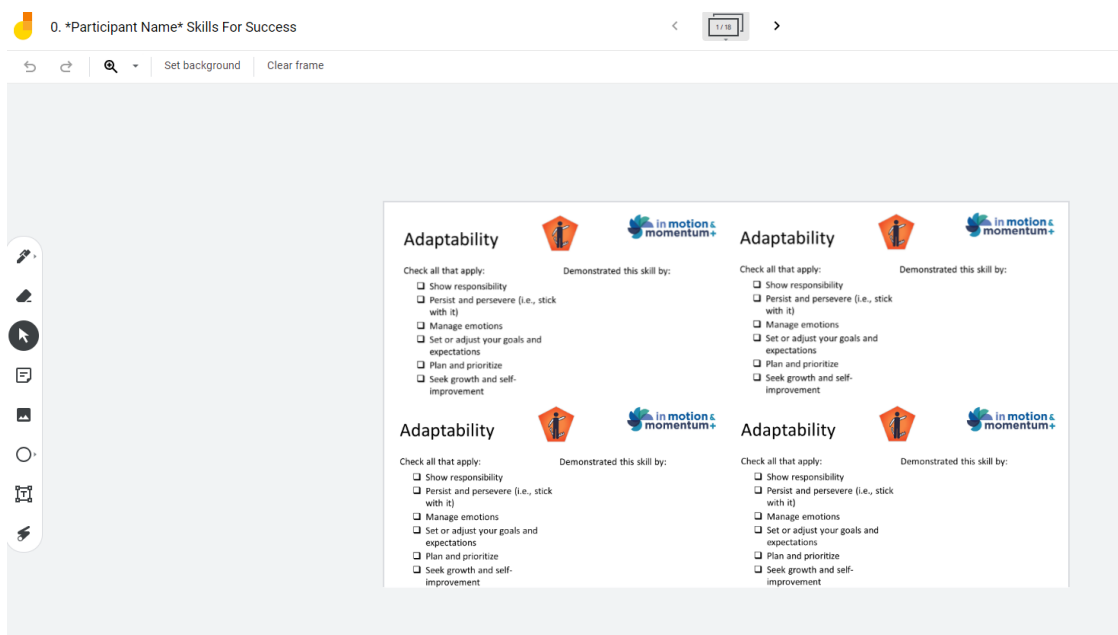 0. *Participant Name* Skills For Success
1 / 18
Set background
Clear frame
Adaptability
in motion &
momentum+
Check all that apply:
Demonstrated this skill by:
Show responsibility
Persist and persevere (i.e., stick
with it)
Manage emotions
Set or adjust your goals and
expectations
Plan and prioritize
Seek growth and self-
improvement
Adaptability
in motion &
momentum+
Check all that apply:
Demonstrated this skill by:
Show responsibility
Persist and persevere (i.e., stick
with it)
Manage emotions
Set or adjust your goals and
expectations
Plan and prioritize
Seek growth and self-
improvement
Adaptability
in motion &
momentum+
Check all that apply:
Demonstrated this skill by:
Show responsibility
Persist and persevere (i.e., stick
with it)
Manage emotions
Set or adjust your goals and
expectations
Plan and prioritize
Seek growth and self-
improvement
Adaptability
in motion &
momentum+
Check all that apply:
Demonstrated this skill by:
Show responsibility
Persist and persevere (i.e., stick
with it)
Manage emotions
Set or adjust your goals and
expectations
Plan and prioritize
Seek growth and self-
improvement